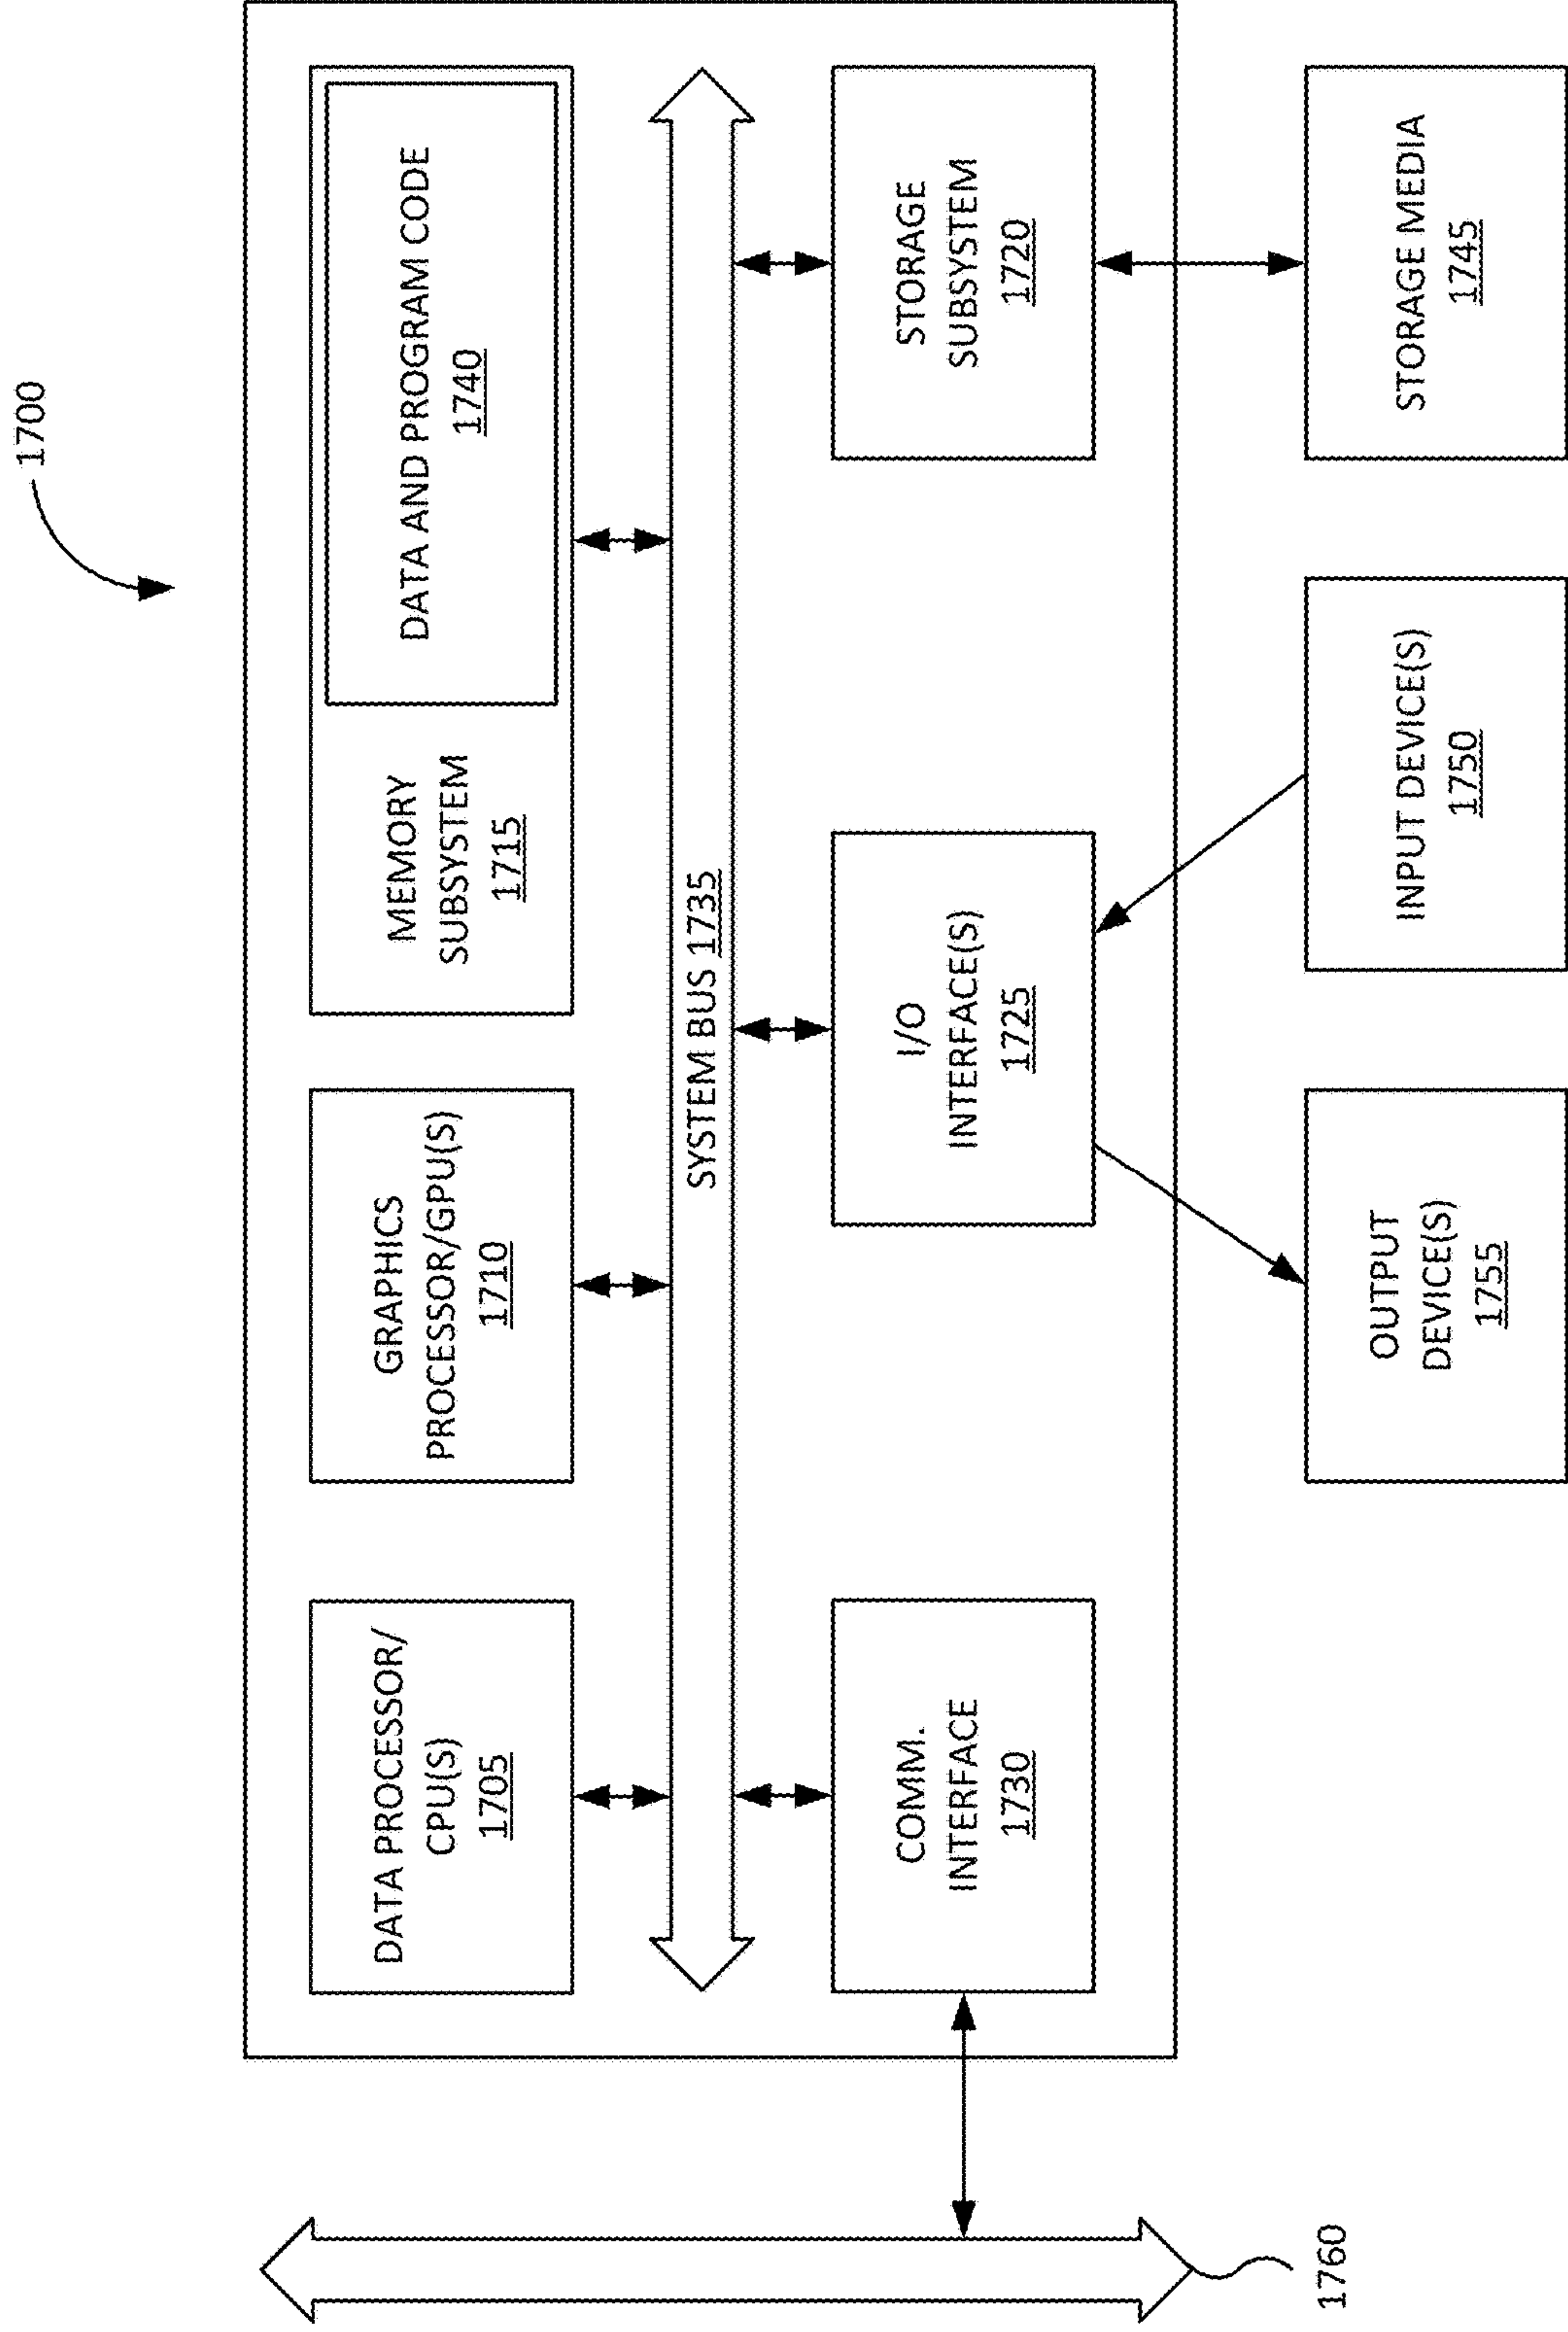 1700
DATA PROCESSOR/
CPU(S)
1705
GRAPHICS
PROCESSOR/GPU(S)
1710
MEMORY
SUBSYSTEM
1715
DATA AND PROGRAM CODE
1740
SYSTEM BUS 1735
COMM.
INTERFACE
1730
I/O
INTERFACE(S)
1725
STORAGE
SUBSYSTEM
1720
1760
OUTPUT
DEVICE(S)
1755
INPUT DEVICE(S)
1750
STORAGE MEDIA
1745